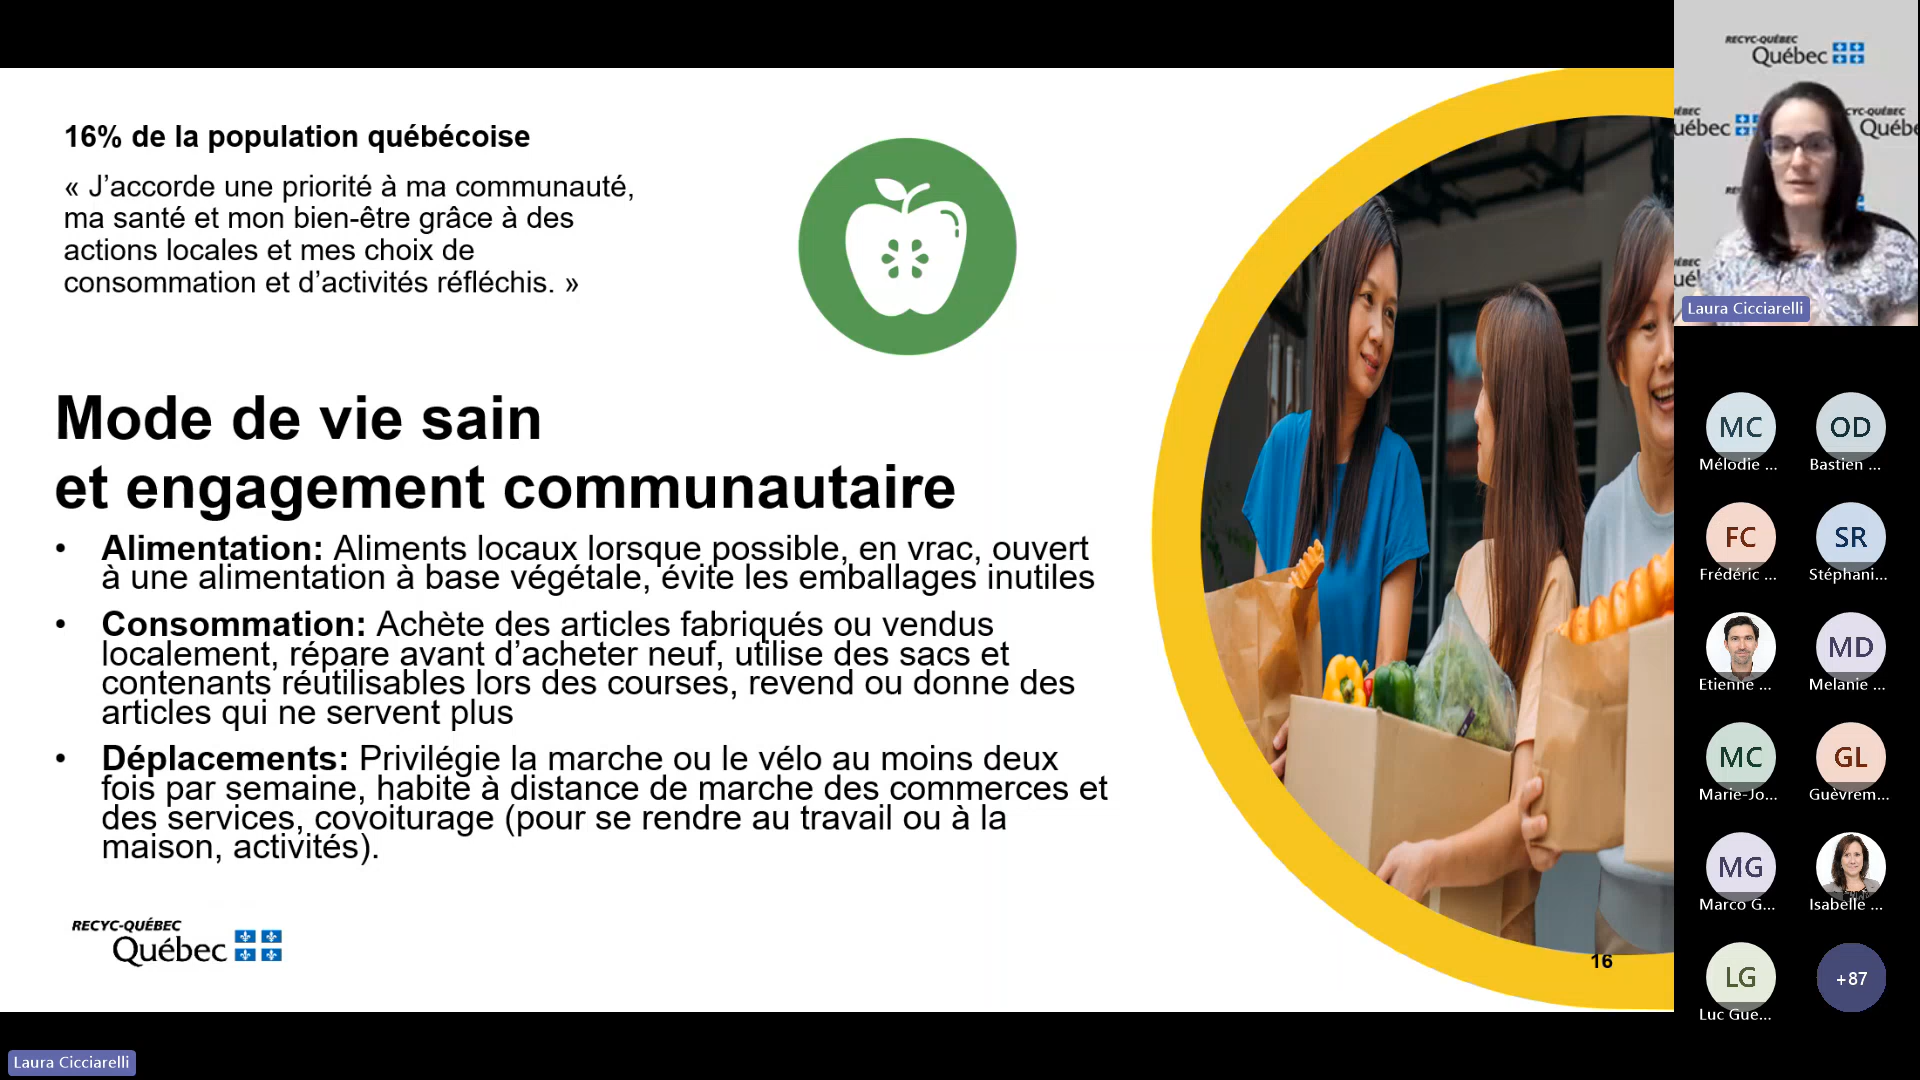 16% de la population québécoise
« J’accorde une priorité à ma communauté,
ma santé et mon bien-être grâce à des
actions locales et mes choix de
consommation et d’activités réfléchis. »
Mode de vie sain
et engagement communautaire
• Alimentation: Aliments locaux lorsque possible, en vrac, ouvert
à une alimentation à base végétale, évite les emballages inutiles
• Consommation: Achète des articles fabriqués ou vendus
localement, répare avant d’acheter neuf, utilise des sacs et
contenants réutilisables lors des courses, revend ou donne des
articles qui ne servent plus
• Déplacements: Privilégie la marche ou le vélo au moins deux
fois par semaine, habite à distance de marche des commerces et
des services, covoiturage (pour se rendre au travail ou à la
maison, activités).
RECYC-QUÉBEC
Québec
16
Laura Cicciarelli
RECYC-QUÉBEC
Québec
Laura Cicciarelli
MC OD
Mélodie ... Bastien ...
FC SR
Frédéric ... Stéphani...
MD
Etienne ... Melanie ...
MC GL
Marie-Jo... Guèvrem...
MG
Marco G... Isabelle ...
LG +87
Luc Gue...